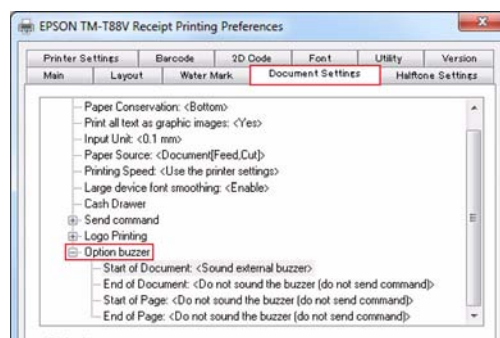 EPSON TM-T88V Receipt Printing Preferences
Printer Settings Barcode 2D Code Font Utility Version
Main Layout Water Mark Document Settings Halftone Settings
Paper Conservation: <Bottom>
Print all text as graphic images: <Yes>
Input Unit: <0.1 mm>
Paper Source: <Document[Feed,Cut]>
Printing Speed: <Use the printer settings>
Large device font smoothing: <Enable>
Cash Drawer
Send command
Logo Printing
Option buzzer
Start of Document: <Sound external buzzer>
End of Document: <Do not sound the buzzer (do not send command)>
Start of Page: <Do not sound the buzzer (do not send command)>
End of Page: <Do not sound the buzzer (do not send command)>